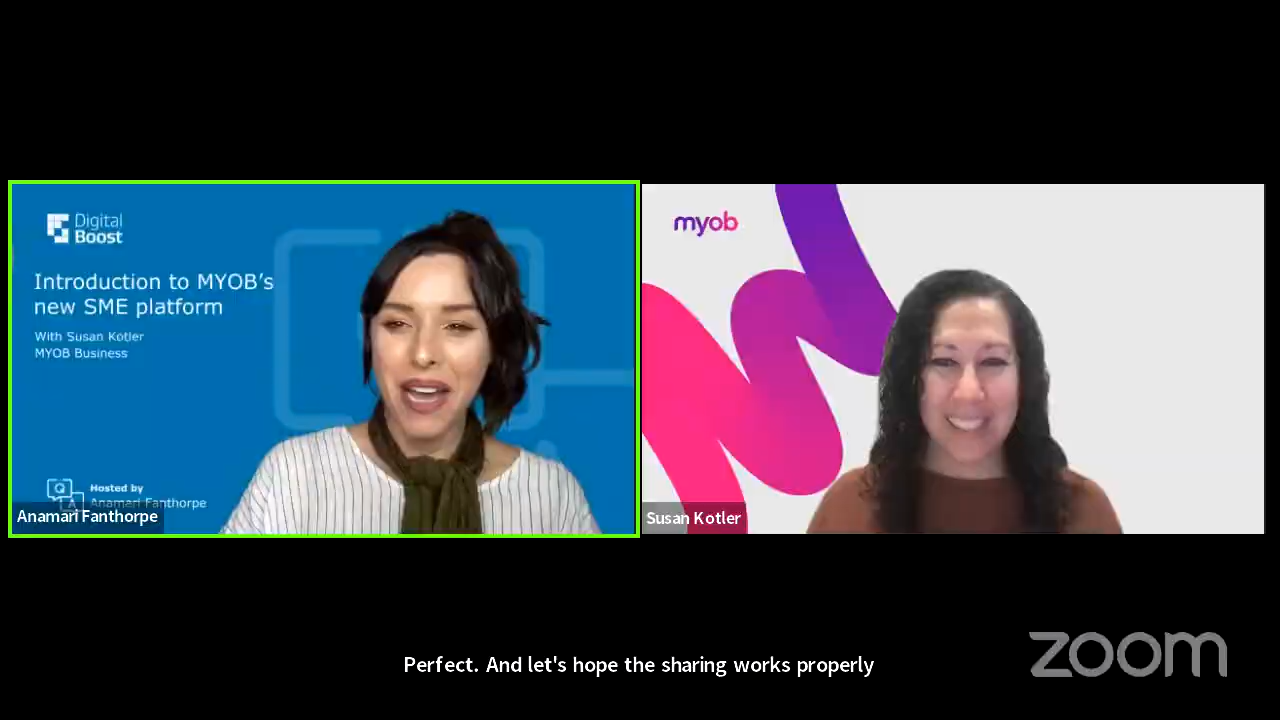 Digital
Boost
Introduction to MYOB's
new SME platform
With Susan Kotler
MYOB Business
Q
A
Hosted by
Anamari Fanthorpe
Anamari Fanthorpe
myob
Susan Kotler
Perfect. And let's hope the sharing works properly
zoom